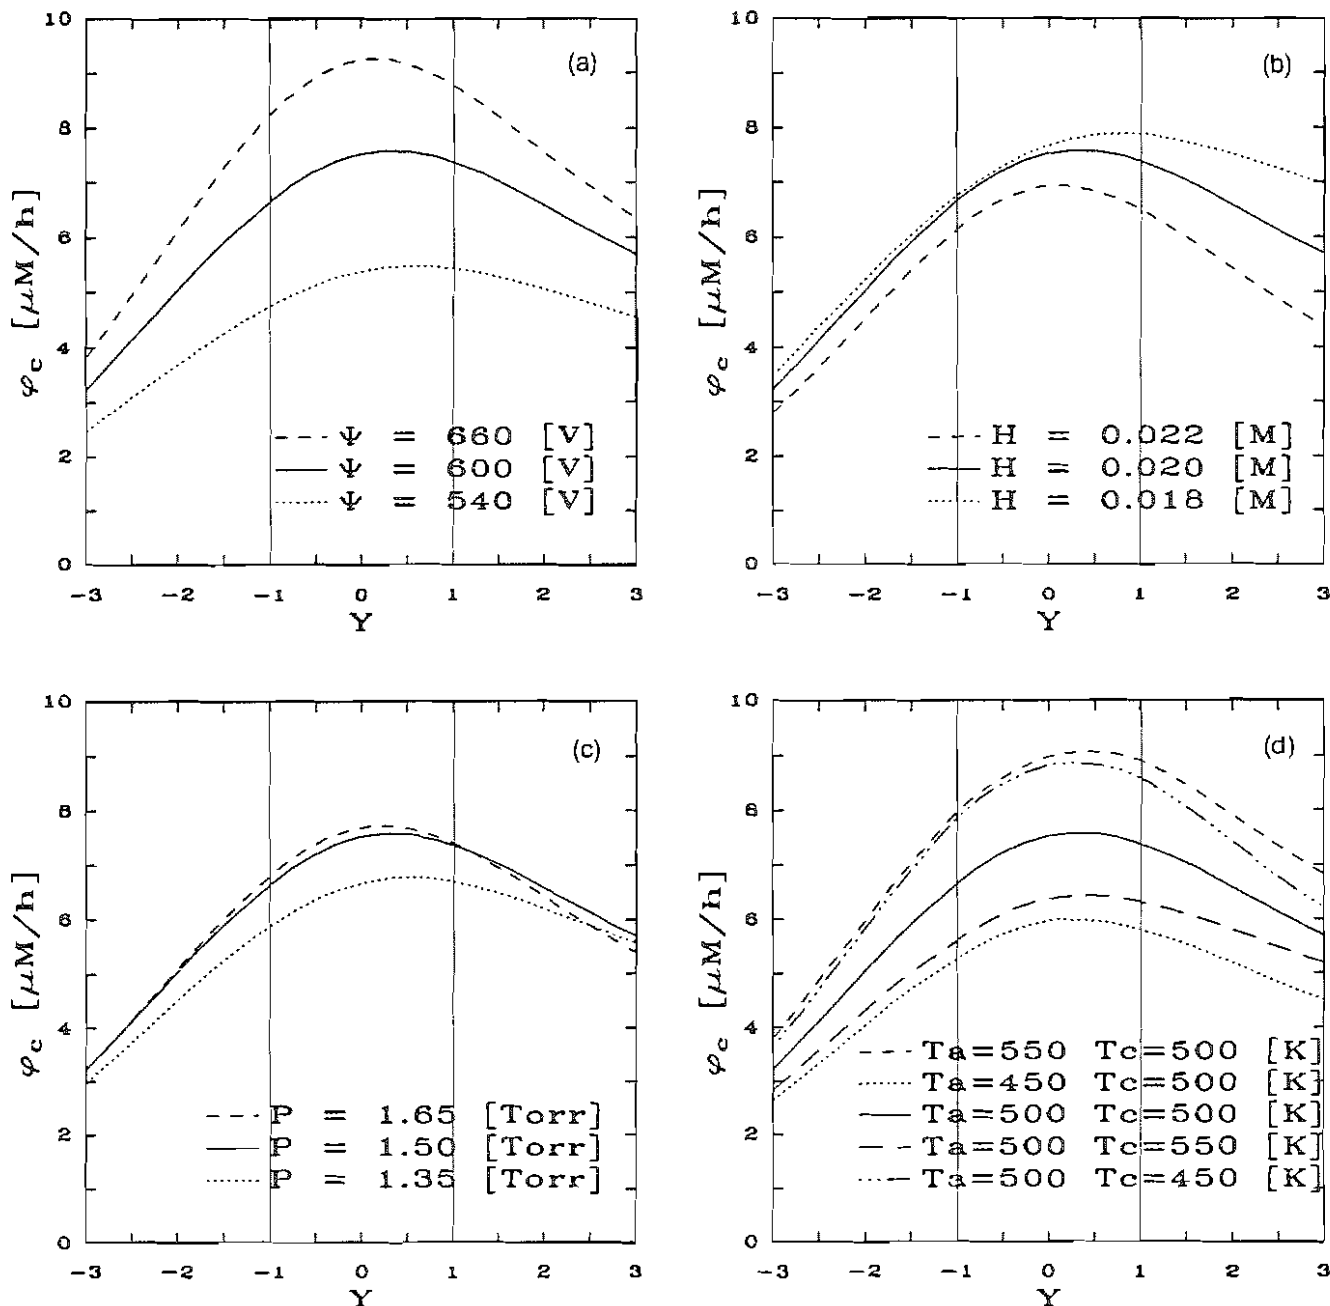 (a)
10
8
6
4
2
0
φc [μM/h]
Ψ = 660 [V]
Ψ = 600 [V]
Ψ = 540 [V]
-3 -2 -1 0 1 2 3
Y
(b)
10
8
6
4
2
0
φc [μM/h]
H = 0.022 [M]
H = 0.020 [M]
H = 0.018 [M]
-3 -2 -1 0 1 2 3
Y
(c)
10
8
6
4
2
0
φc [μM/h]
P = 1.65 [Torr]
P = 1.50 [Torr]
P = 1.35 [Torr]
-3 -2 -1 0 1 2 3
Y
(d)
10
8
6
4
2
0
φc [μM/h]
Ta=550 Tc=500 [K]
Ta=450 Tc=500 [K]
Ta=500 Tc=500 [K]
Ta=500 Tc=550 [K]
Ta=500 Tc=450 [K]
-3 -2 -1 0 1 2 3
Y